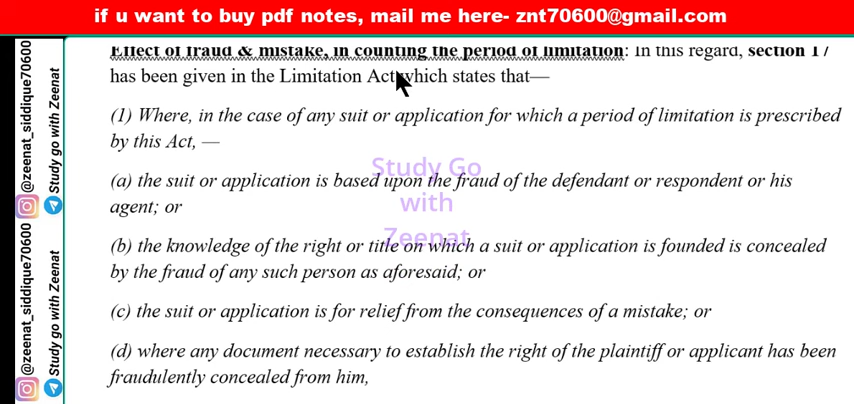 if u want to buy pdf notes, mail me here- znt70600@gmail.com
Effect of fraud & mistake, in counting the period of limitation: In this regard, section 17
has been given in the Limitation Act which states that—
(1) Where, in the case of any suit or application for which a period of limitation is prescribed
by this Act, —
(a) the suit or application is based upon the fraud of the defendant or respondent or his
agent; or
(b) the knowledge of the right or title on which a suit or application is founded is concealed
by the fraud of any such person as aforesaid; or
(c) the suit or application is for relief from the consequences of a mistake; or
(d) where any document necessary to establish the right of the plaintiff or applicant has been
fraudulently concealed from him,
Study Go
with
Zeenat
@zeenat_siddique70600
Study go with Zeenat
@zeenat_siddique70600
Study go with Zeenat